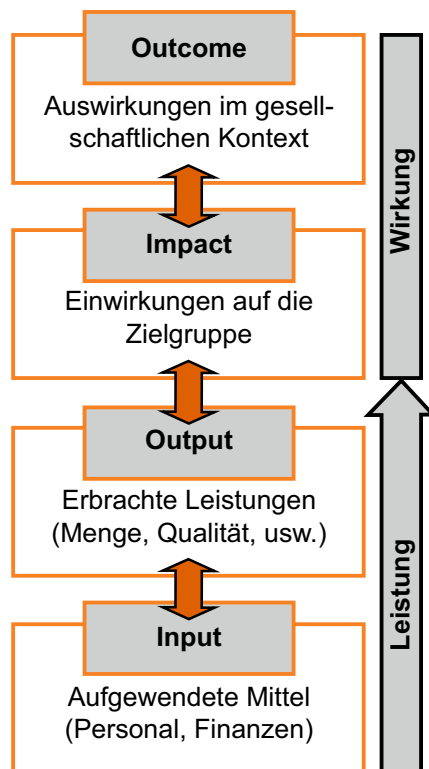 Outcome
Auswirkungen im gesell-
schaftlichen Kontext
Impact
Einwirkungen auf die
Zielgruppe
Output
Erbrachte Leistungen
(Menge, Qualität, usw.)
Input
Aufgewendete Mittel
(Personal, Finanzen)
Wirkung
Leistung